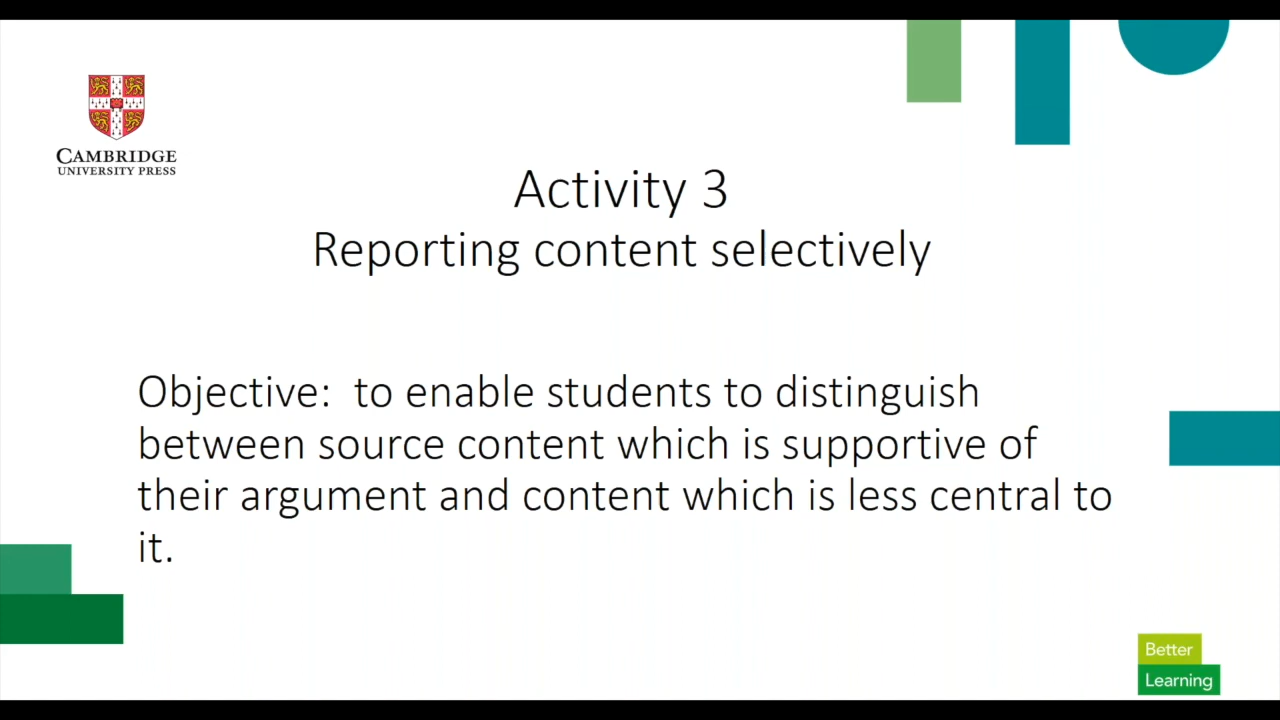 CAMBRIDGE
UNIVERSITY PRESS
Activity 3
Reporting content selectively
Objective:  to enable students to distinguish
between source content which is supportive of
their argument and content which is less central to
it.
Better
Learning